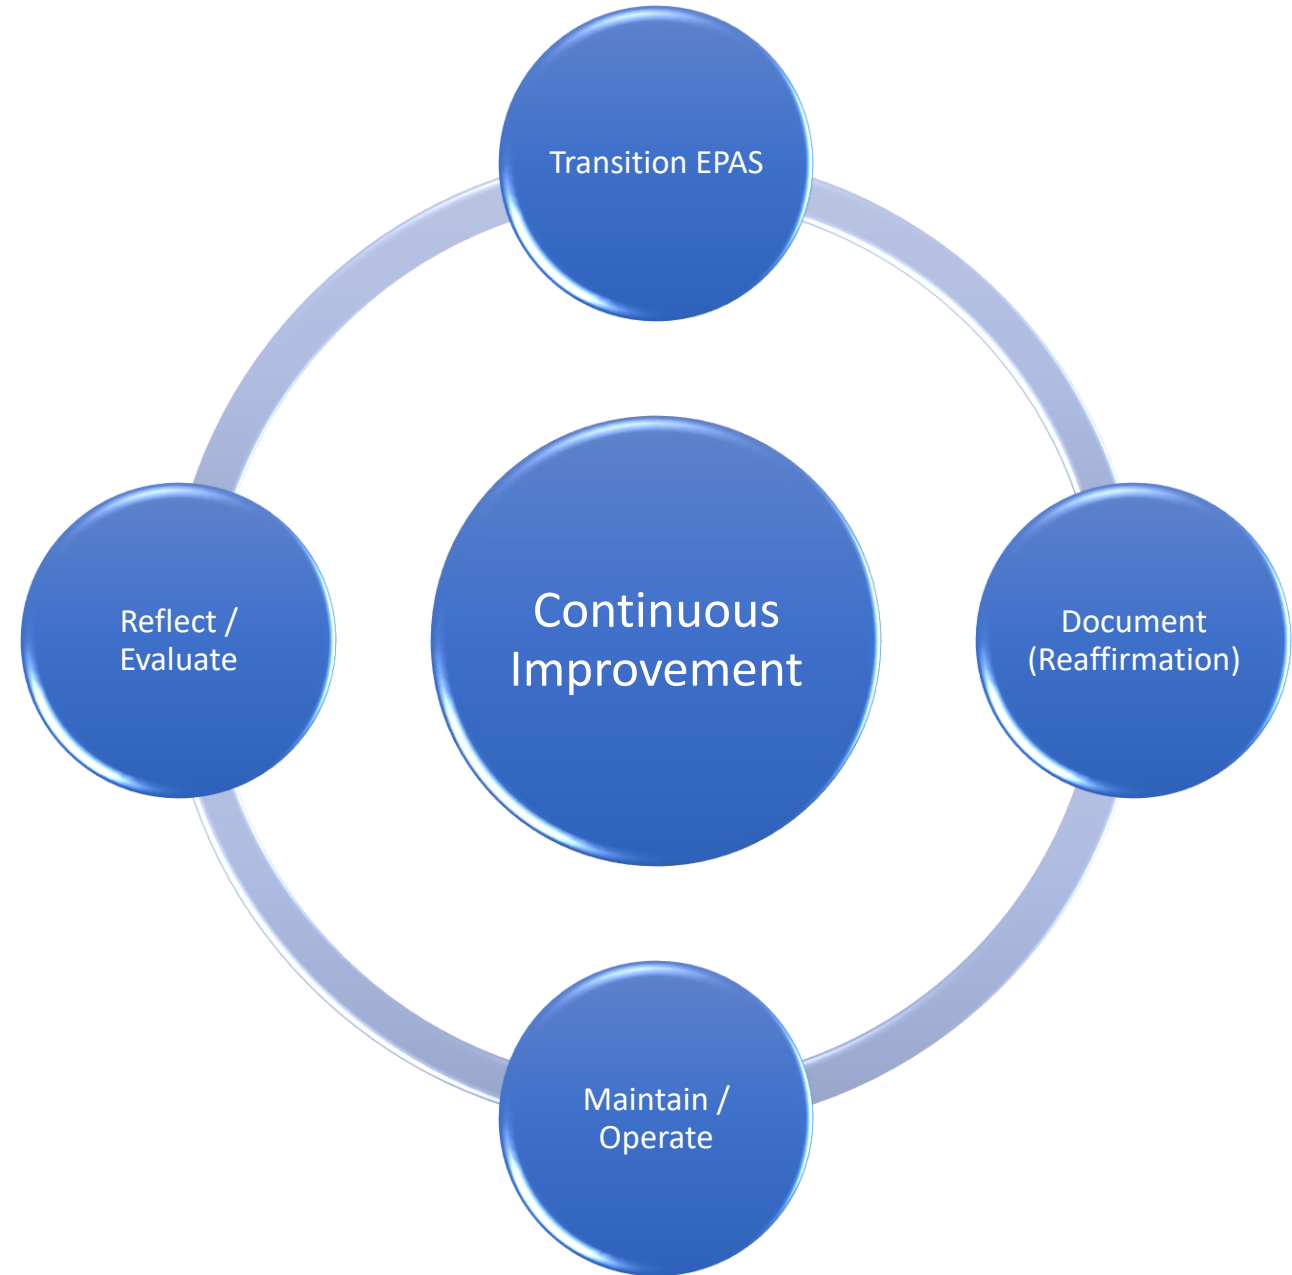 Transition EPAS
Reflect /
Evaluate
Continuous
Improvement
Document
(Reaffirmation)
Maintain /
Operate